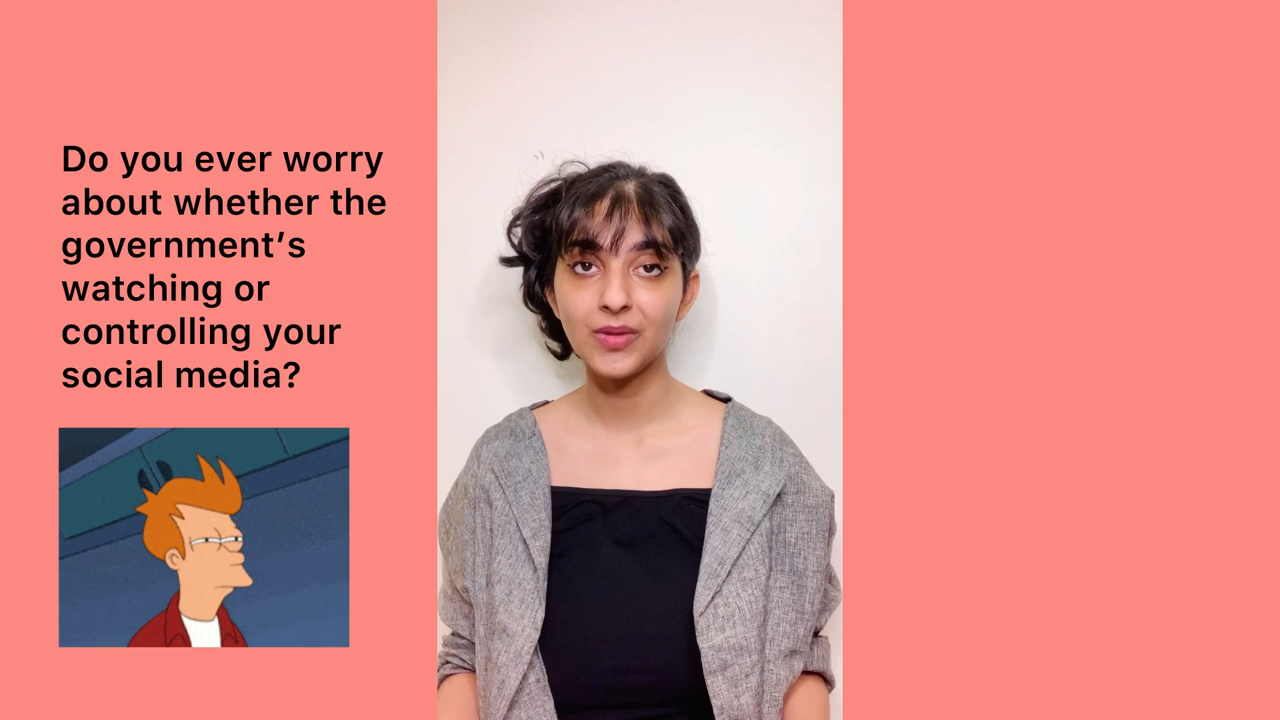 Do you ever worry
about whether the
government’s
watching or
controlling your
social media?